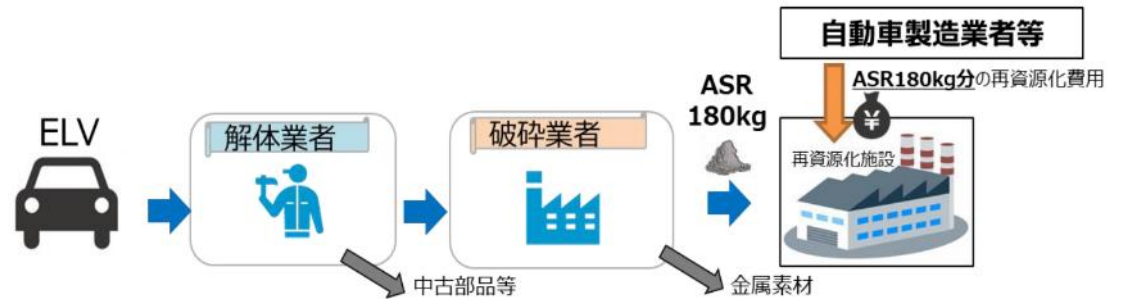 自動車製造業者等
ASR180kg分の再資源化費用
ASR
180kg
ELV
解体業者
破砕業者
¥
再資源化施設
中古部品等
金属素材